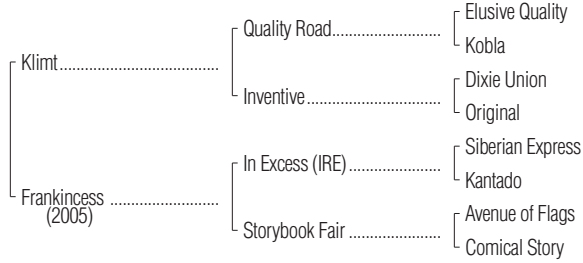 Klimt
Frankincess
(2005)
Quality Road
Inventive
In Excess (IRE)
Storybook Fair
Elusive Quality
Kobla
Dixie Union
Original
Siberian Express
Kantado
Avenue of Flags
Comical Story